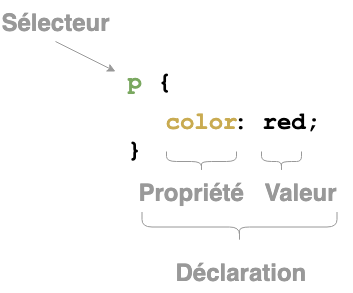 Sélecteur
p {
color: red;
}
Propriété Valeur
Déclaration